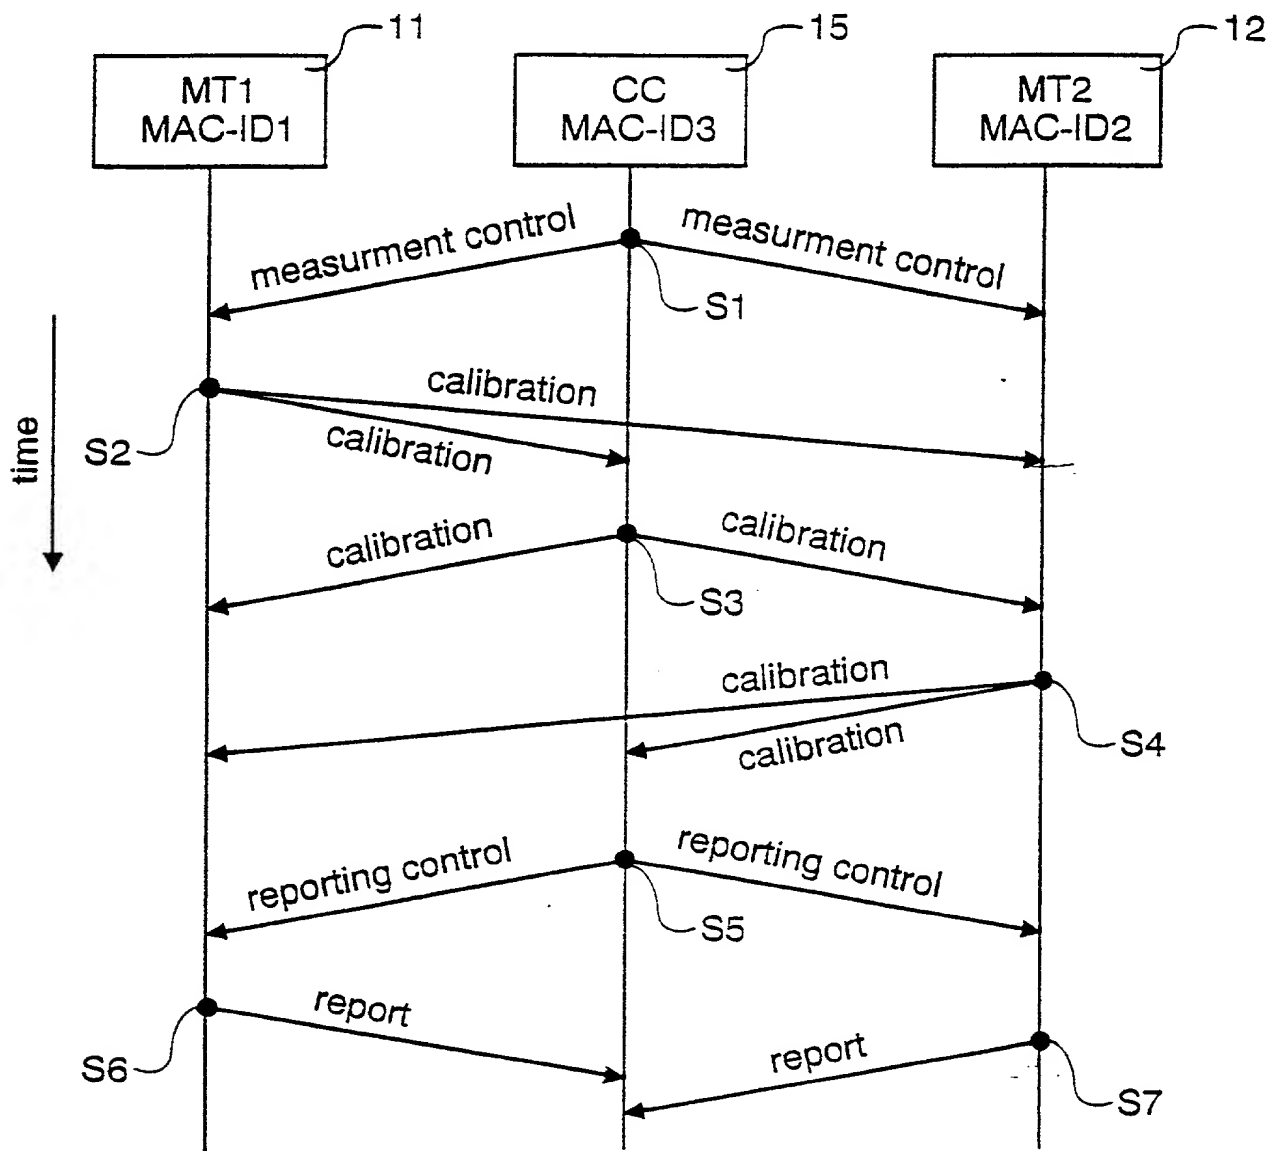 11
15
12
MT1
MAC-ID1
CC
MAC-ID3
MT2
MAC-ID2
measurment control
measurment control
S1
time
S2
calibration
calibration
calibration
calibration
S3
calibration
calibration
S4
reporting control
reporting control
S5
S6
report
report
S7